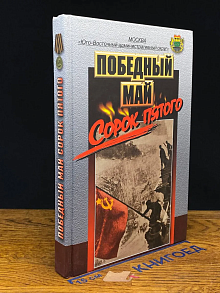 МОСКВА
«Юго-Восточный административный округ»
ПОБЕДНЫЙ
МАЙ
СОРОК ПЯТОГО
ПОБЕДНЫЙ МАЙ СОРОК ПЯТОГО
КНИГОЕД